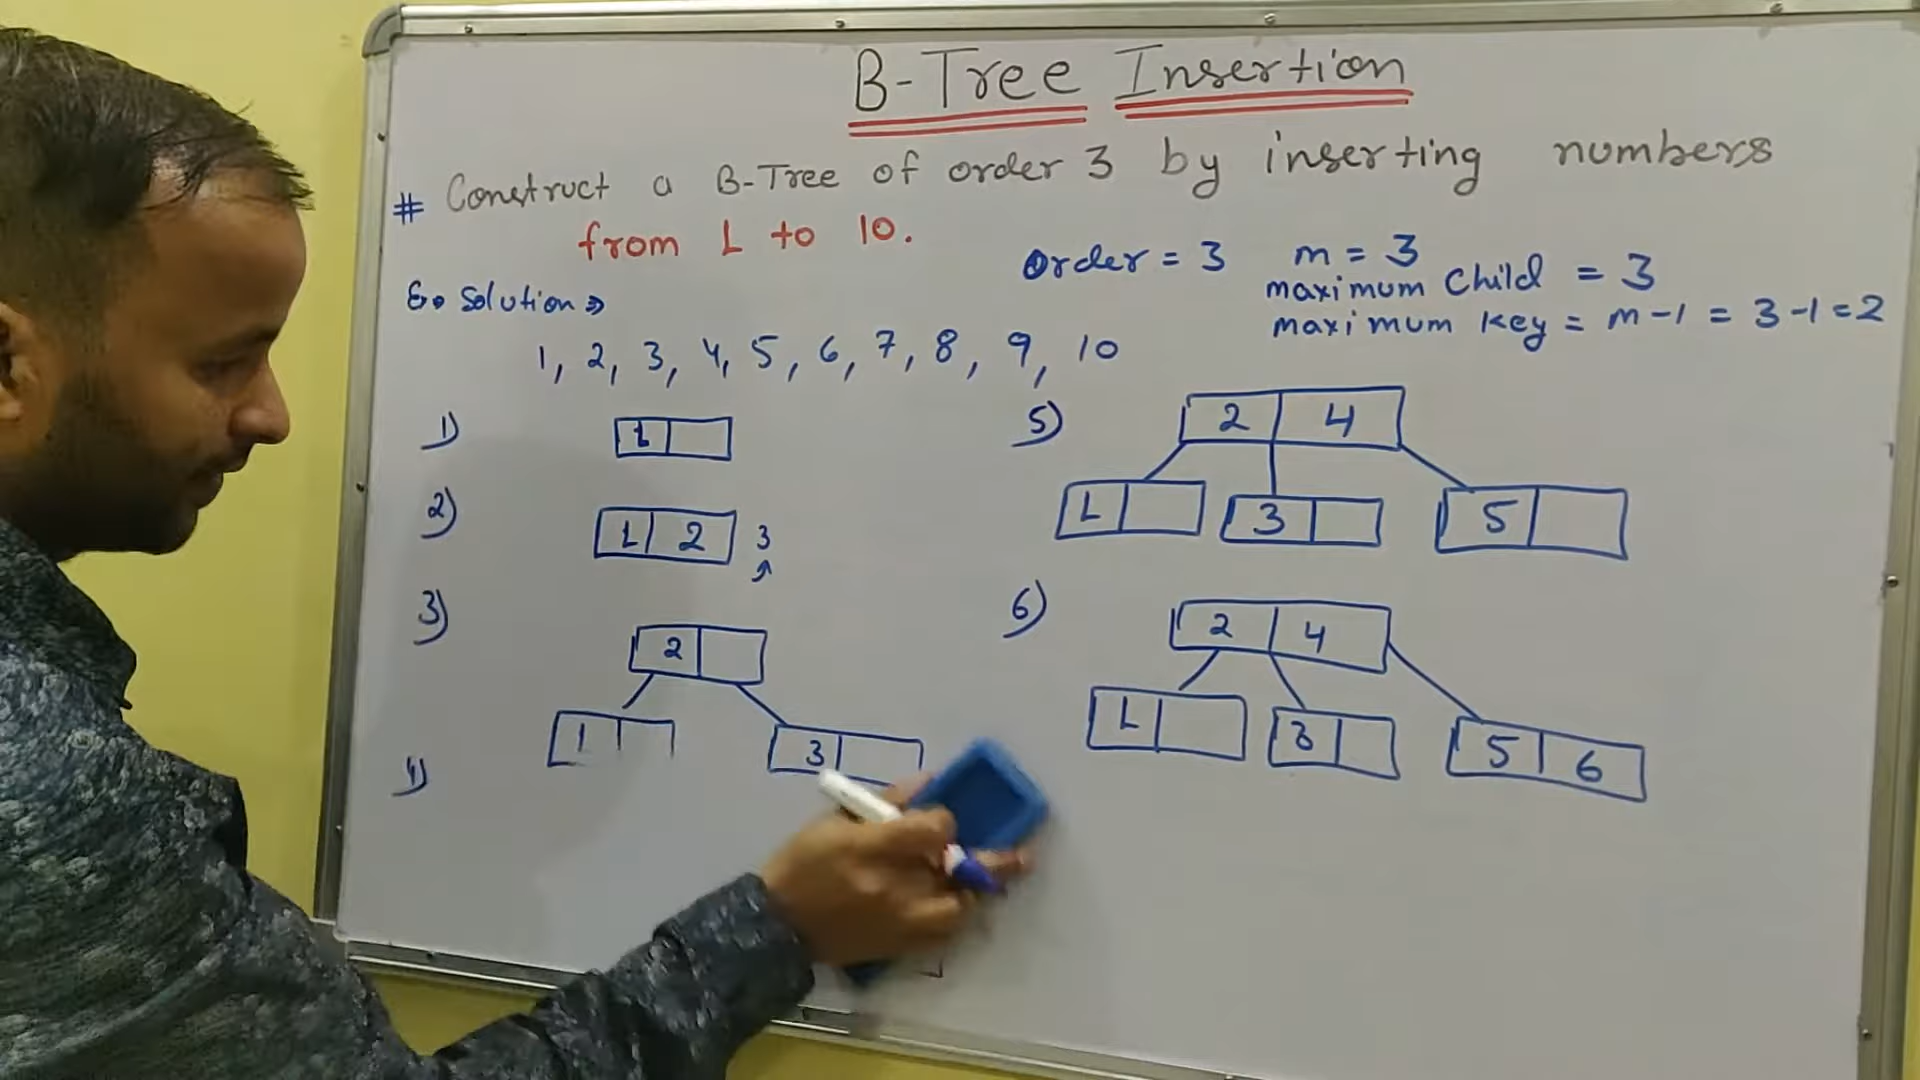 B-Tree Insertion
# Construct a B-Tree of order 3 by inserting numbers
from 1 to 10.
Order = 3 m = 3
maximum Child = 3
maximum Key = m-1 = 3-1=2
Solution ⇒
1, 2, 3, 4, 5, 6, 7, 8, 9, 10
1) 1
2) 1 2 3
3) 2
1 3
4)
5) 2 4
1 3 5
6) 2 4
1 3 5 6